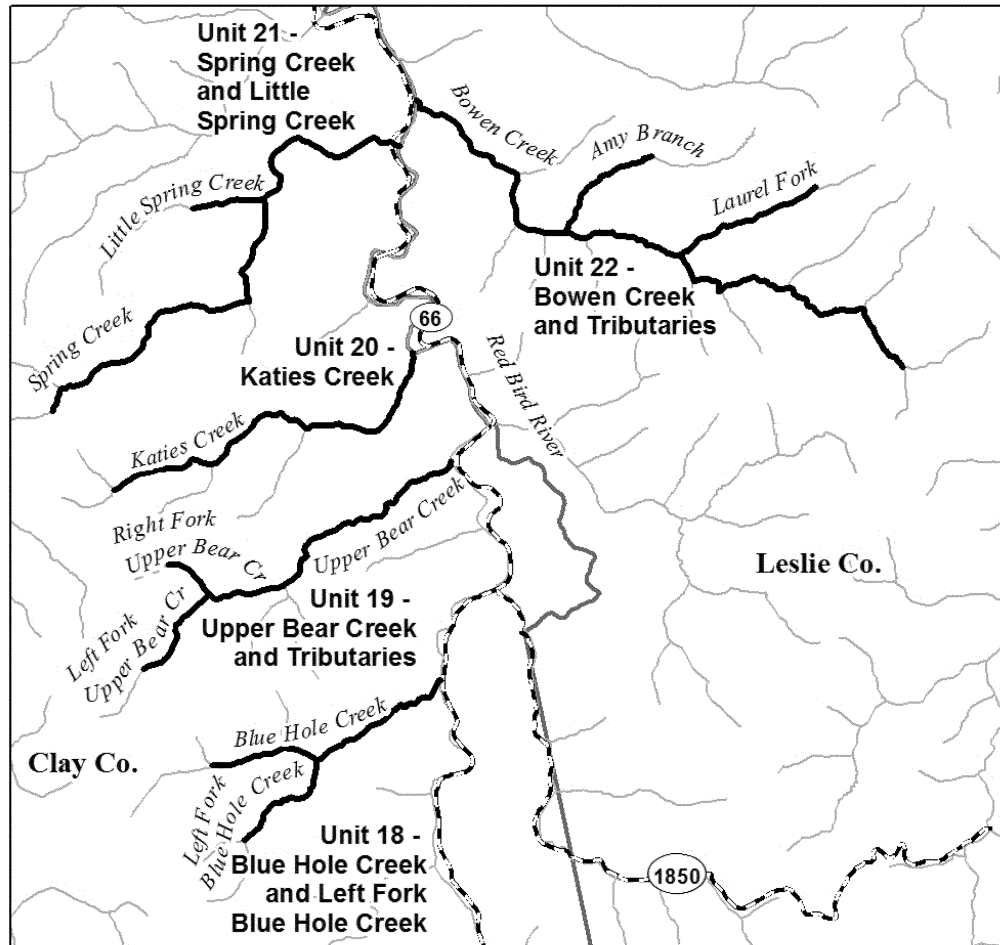 Unit 21 -
Spring Creek
and Little
Spring Creek
Bowen Creek
Amy Branch
Laurel Fork
Little Spring Creek
Unit 22 -
Bowen Creek
and Tributaries
Spring Creek
66
Unit 20 -
Katies Creek
Red Bird River
Katies Creek
Right Fork
Upper Bear Cr
Upper Bear Creek
Leslie Co.
Left Fork
Upper Bear Cr
Unit 19 -
Upper Bear Creek
and Tributaries
Blue Hole Creek
Clay Co.
Left Fork
Blue Hole Creek
Unit 18 -
Blue Hole Creek
and Left Fork
Blue Hole Creek
1850